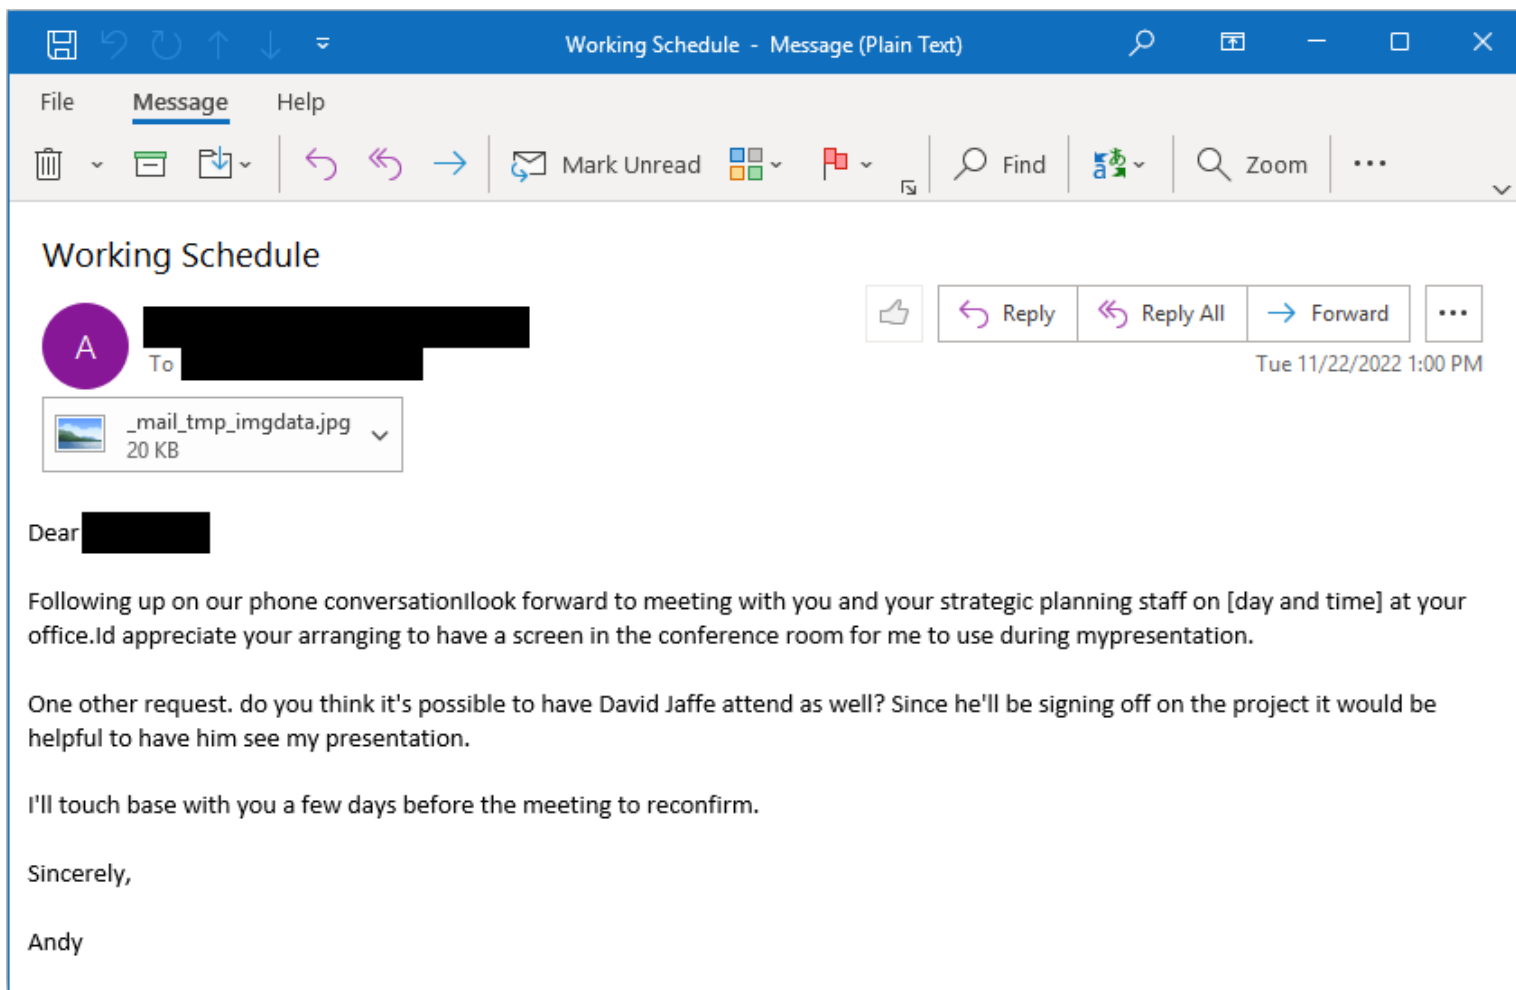 Working Schedule - Message (Plain Text)
File Message Help
Mark Unread Find Zoom
Working Schedule
A
Reply Reply All Forward
To
Tue 11/22/2022 1:00 PM
_mail_tmp_imgdata.jpg
20 KB
Dear
Following up on our phone conversationIlook forward to meeting with you and your strategic planning staff on [day and time] at your
office.Id appreciate your arranging to have a screen in the conference room for me to use during mypresentation.
One other request. do you think it's possible to have David Jaffe attend as well? Since he'll be signing off on the project it would be
helpful to have him see my presentation.
I'll touch base with you a few days before the meeting to reconfirm.
Sincerely,
Andy